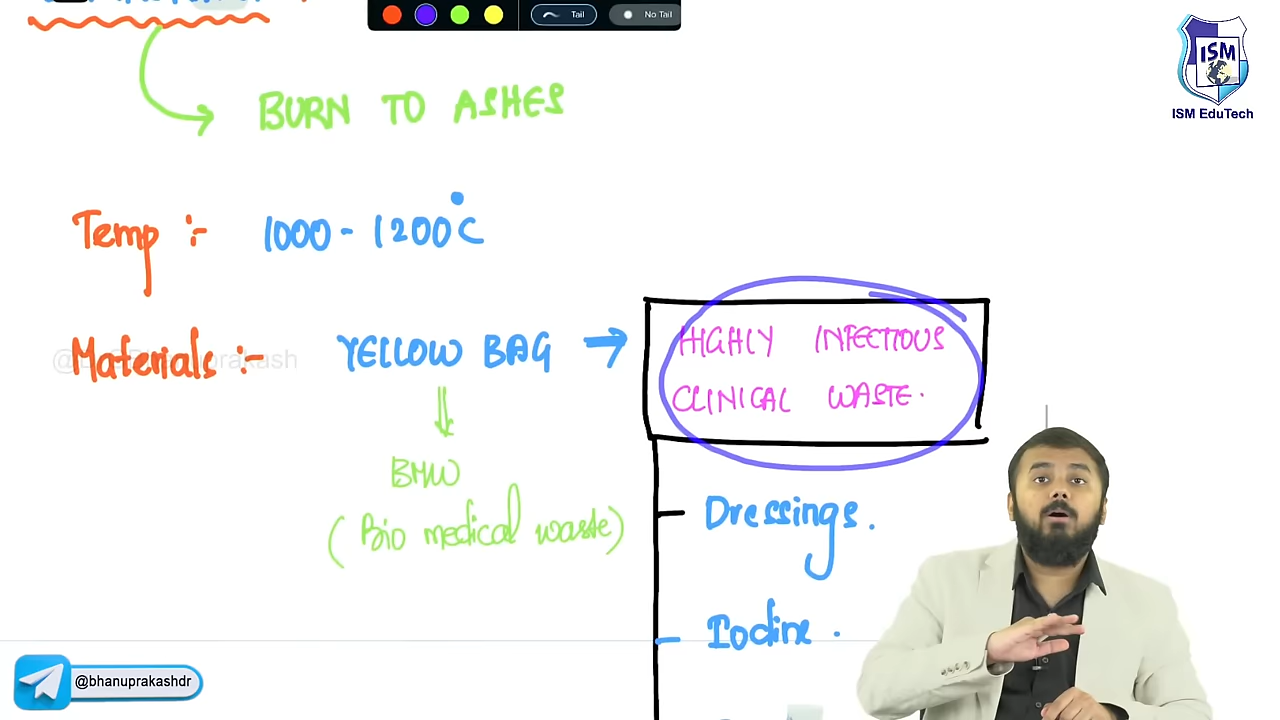 Tail
No Tail
ISM
ISM EduTech
BURN TO ASHES
Temp :- 1000 - 1200°C
Materials :- YELLOW BAG → HIGHLY INFECTIOUS
CLINICAL WASTE.
BMW
(Bio medical waste)
Dressings.
Iodine.
@bhanuprakashdr